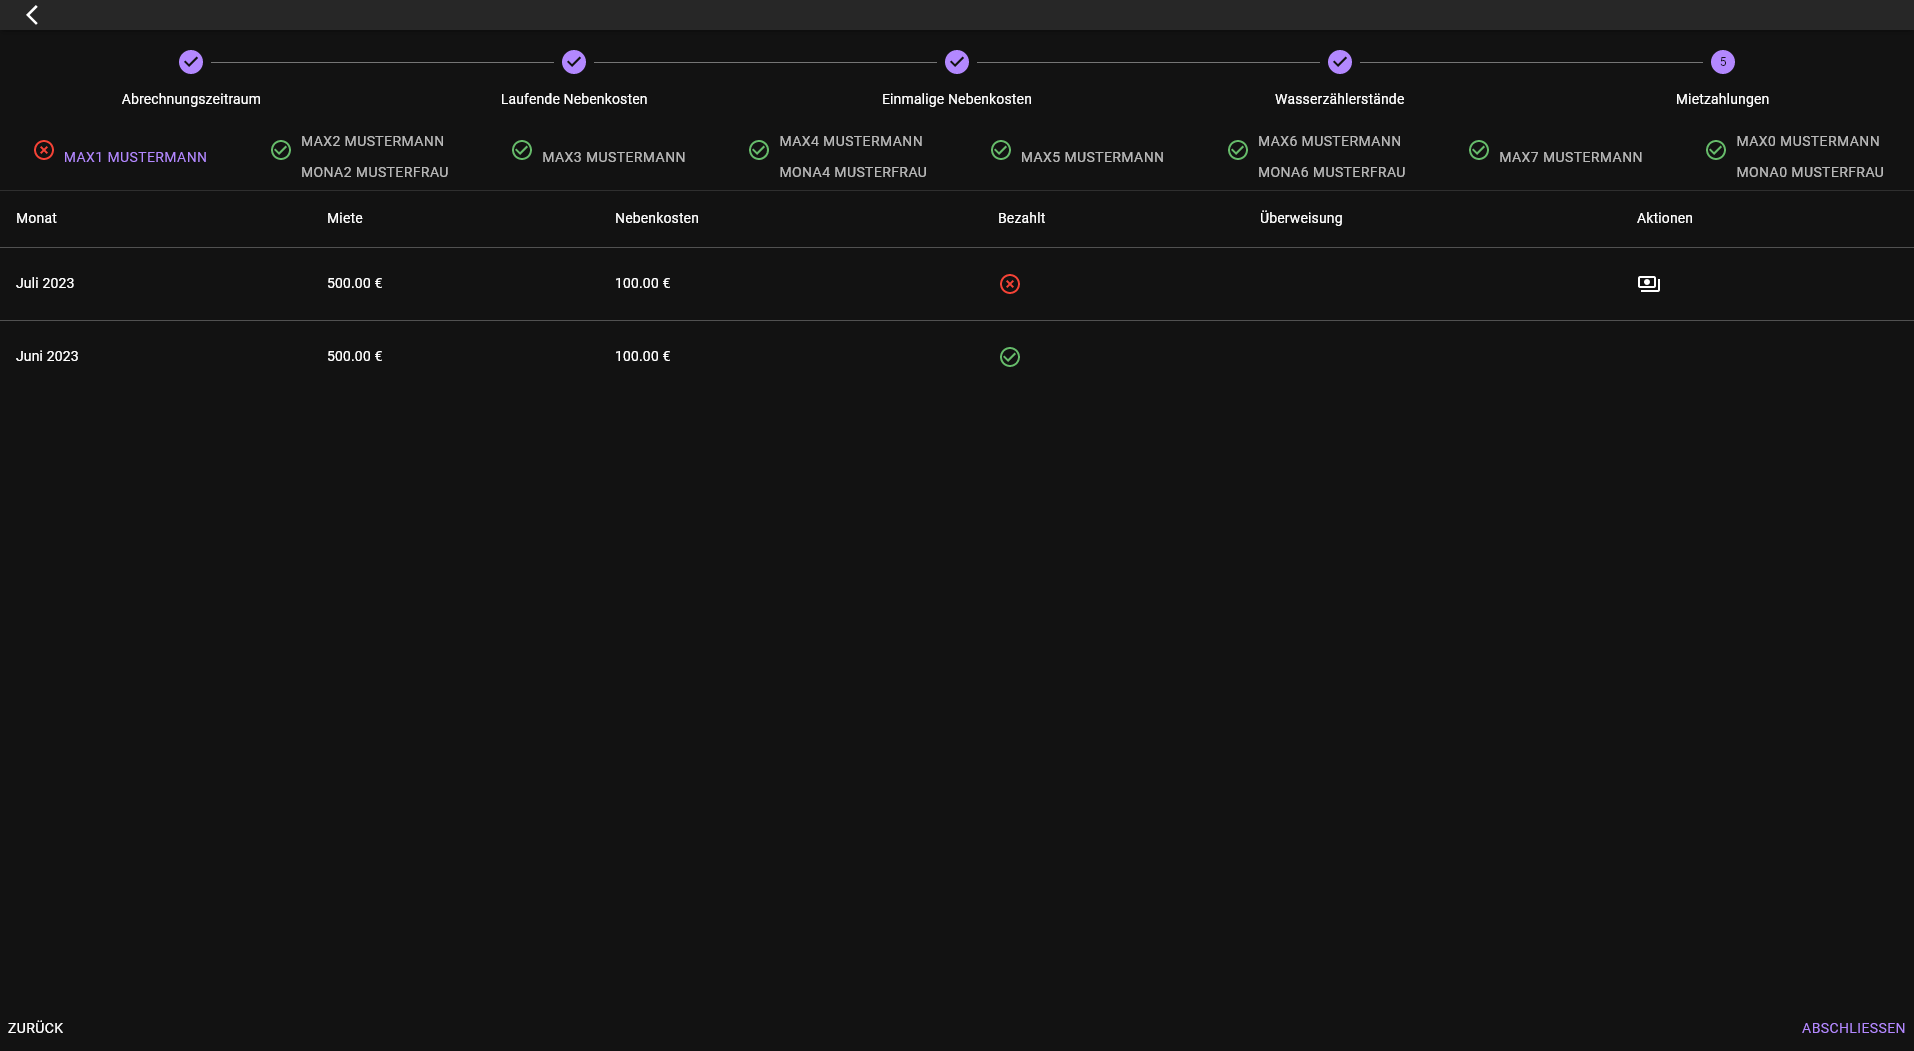 5
Abrechnungszeitraum
Laufende Nebenkosten
Einmalige Nebenkosten
Wasserzählerstände
Mietzahlungen
MAX1 MUSTERMANN
MAX2 MUSTERMANN
MONA2 MUSTERFRAU
MAX3 MUSTERMANN
MAX4 MUSTERMANN
MONA4 MUSTERFRAU
MAX5 MUSTERMANN
MAX6 MUSTERMANN
MONA6 MUSTERFRAU
MAX7 MUSTERMANN
MAX0 MUSTERMANN
MONA0 MUSTERFRAU
Monat Miete Nebenkosten Bezahlt Überweisung Aktionen
Juli 2023 500.00 € 100.00 €
Juni 2023 500.00 € 100.00 €
ZURÜCK
ABSCHLIESSEN